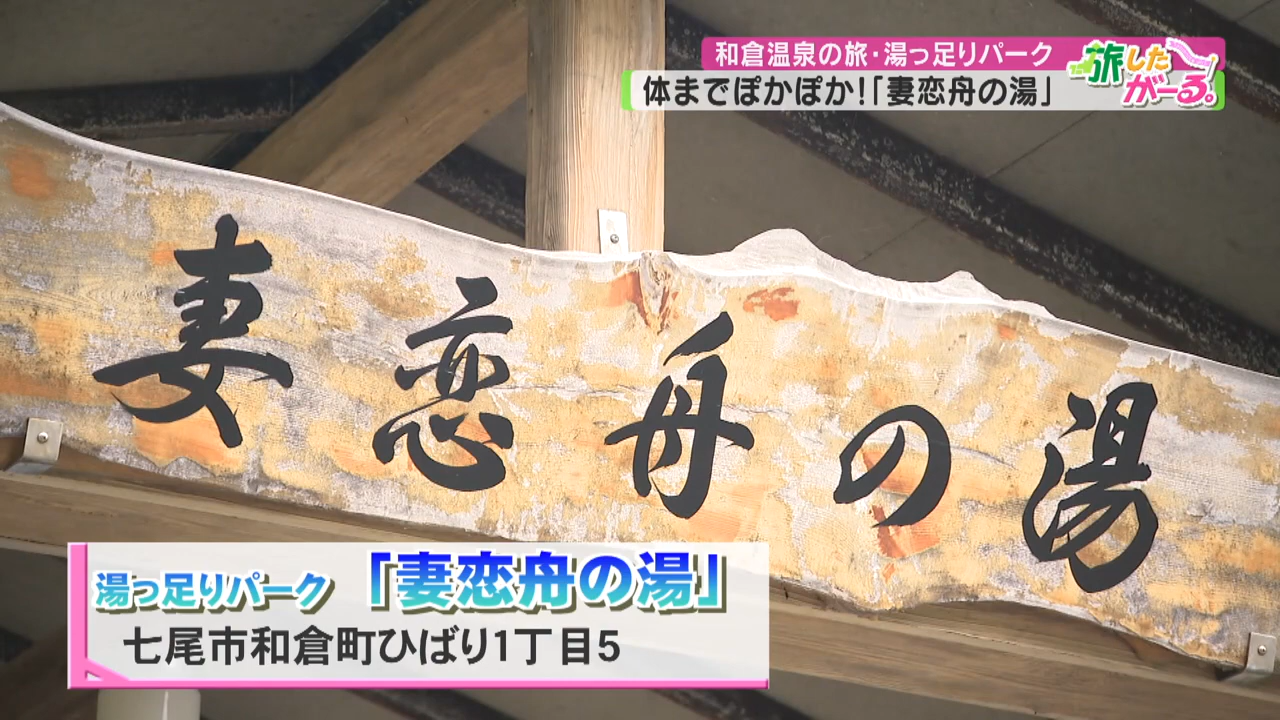 和倉温泉の旅・湯っ足りパーク
体までぽかぽか!「妻恋舟の湯」
旅したがーる。
妻恋舟の湯
湯っ足りパーク 「妻恋舟の湯」
七尾市和倉町ひばり1丁目5